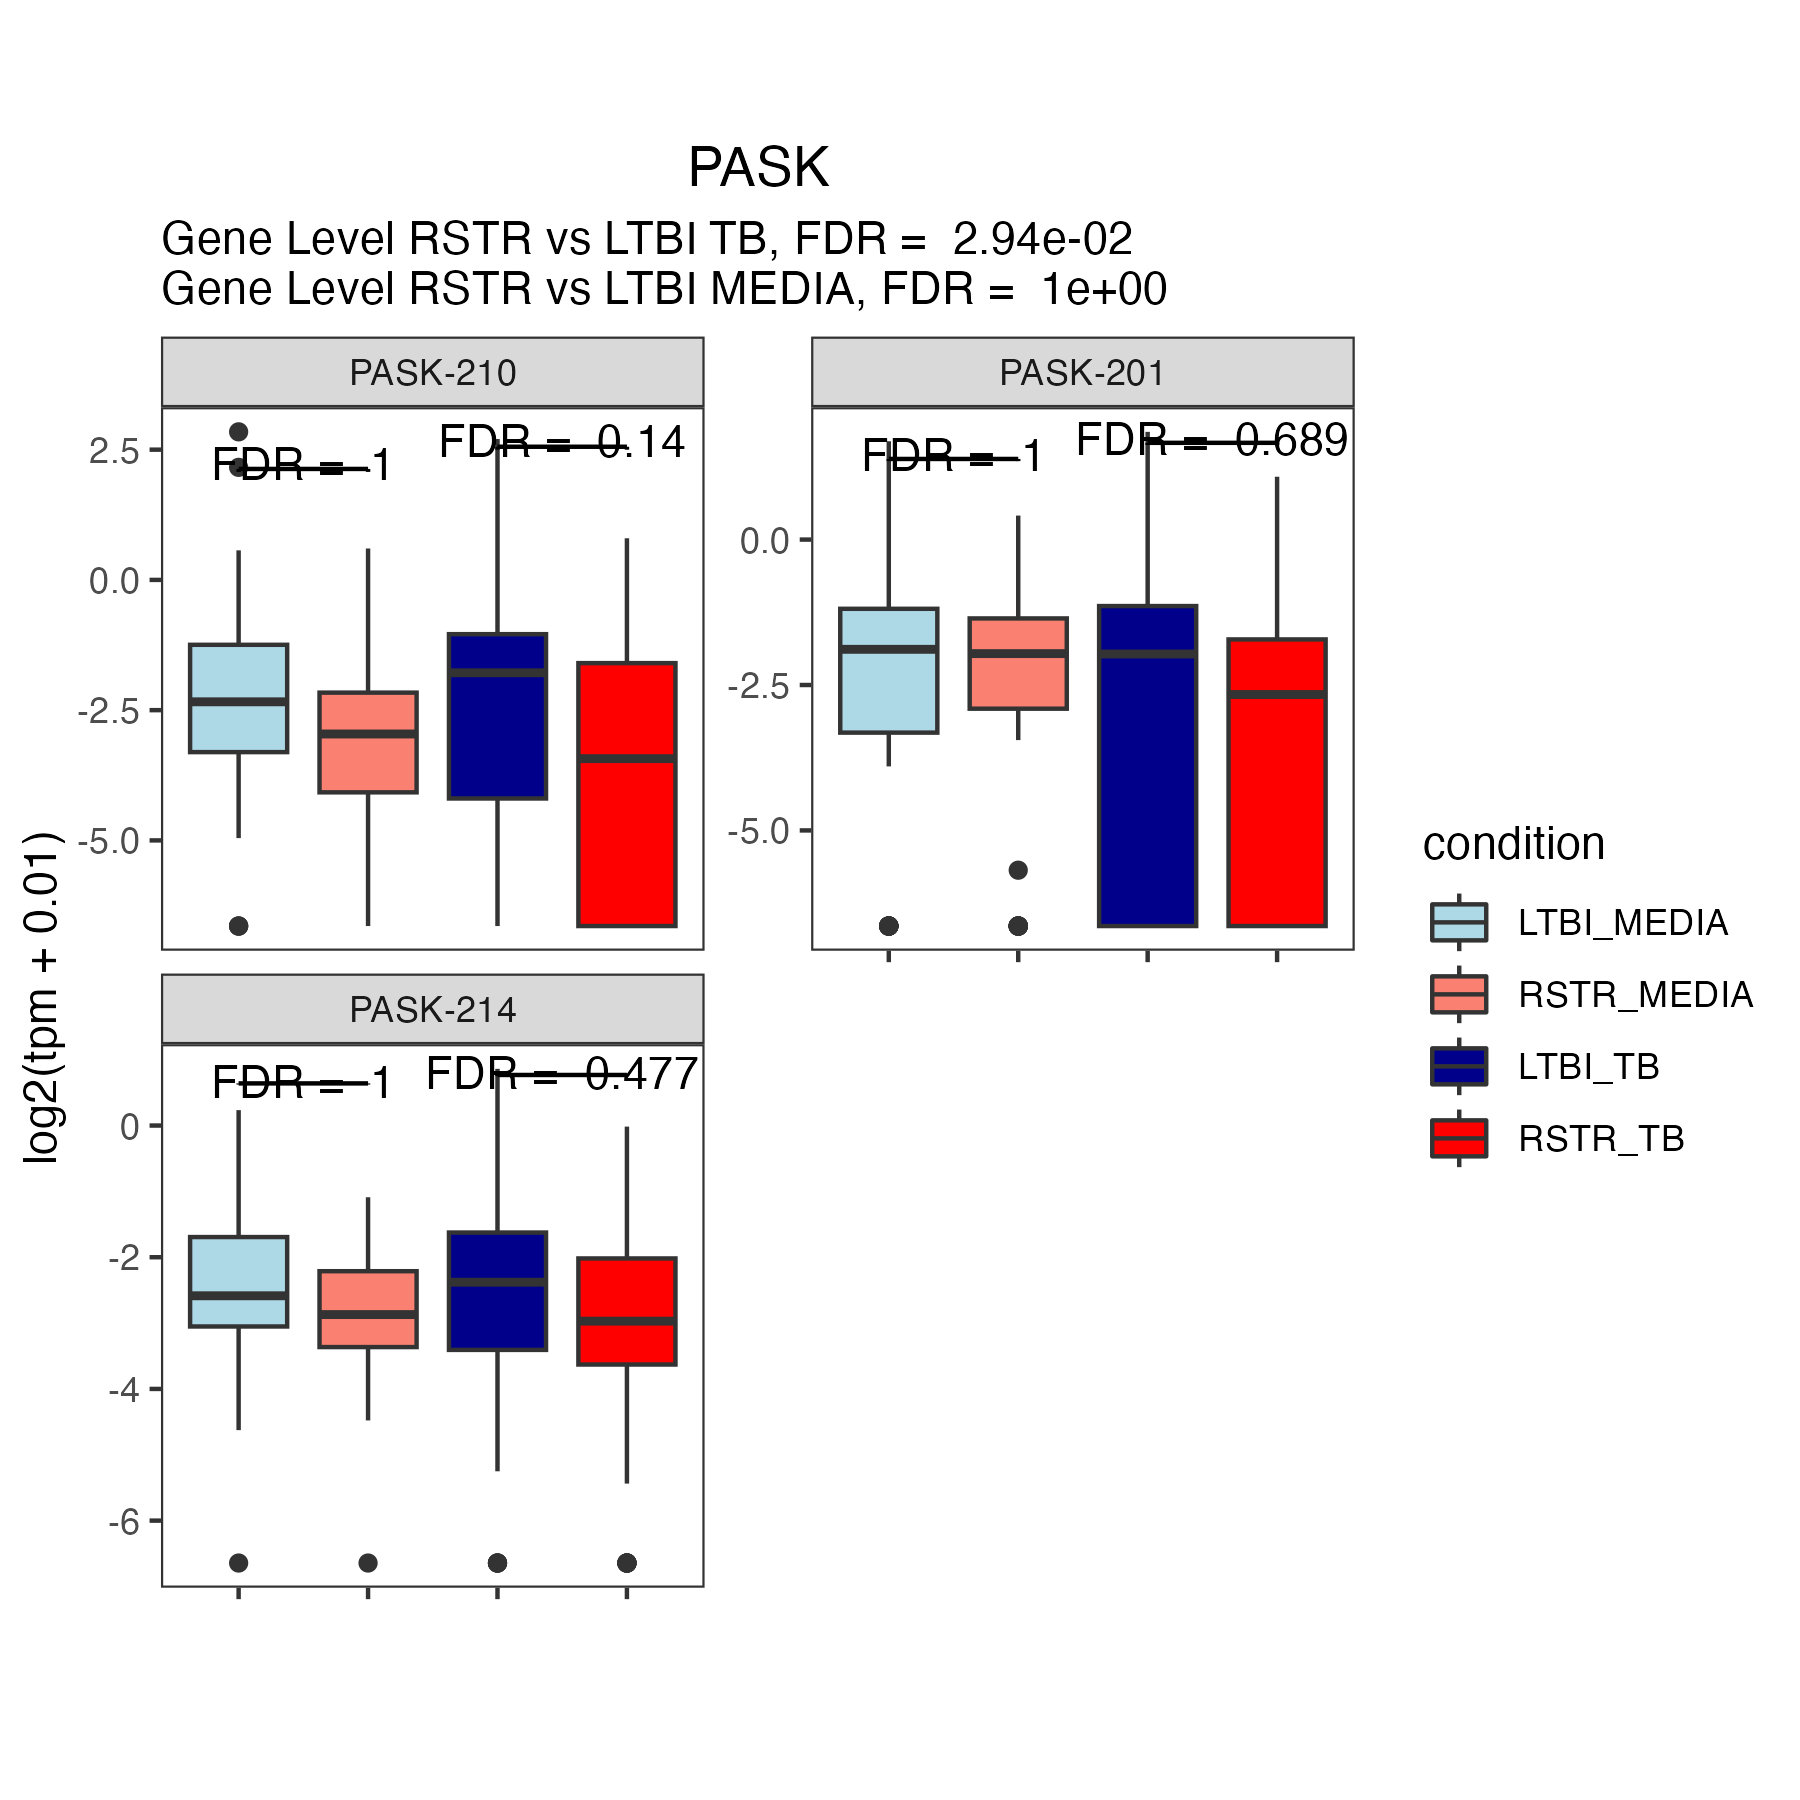 PASK
Gene Level RSTR vs LTBI TB, FDR =  2.94e-02
Gene Level RSTR vs LTBI MEDIA, FDR =  1e+00
PASK-210
PASK-201
FDR =  1
FDR =  0.14
FDR =  1
FDR =  0.689
2.5
0.0
-2.5
-5.0
0.0
-2.5
-5.0
PASK-214
FDR =  1
FDR =  0.477
0
-2
-4
-6
log2(tpm + 0.01)
condition
LTBI_MEDIA
RSTR_MEDIA
LTBI_TB
RSTR_TB